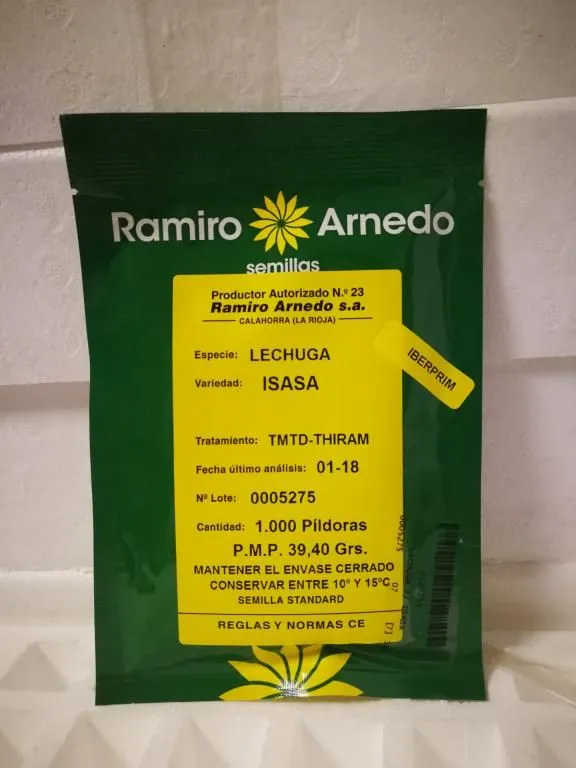 Ramiro Arnedo
semillas
Productor Autorizado N.º 23
Ramiro Arnedo s.a.
CALAHORRA (LA RIOJA)
IBERPRIM
Especie: LECHUGA
Variedad: ISASA
Tratamiento: TMTD-THIRAM
Fecha último análisis: 01-18
Nº Lote: 0005275
Cantidad: 1.000 Píldoras
P.M.P. 39,40 Grs.
MANTENER EL ENVASE CERRADO
CONSERVAR ENTRE 10º Y 15ºC
SEMILLA STANDARD
REGLAS Y NORMAS CE
0005275